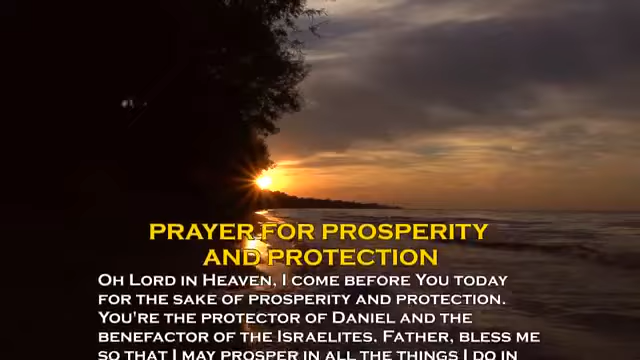 PRAYER FOR PROSPERITY
AND PROTECTION
OH LORD IN HEAVEN, I COME BEFORE YOU TODAY
FOR THE SAKE OF PROSPERITY AND PROTECTION.
YOU'RE THE PROTECTOR OF DANIEL AND THE
BENEFACTOR OF THE ISRAELITES. FATHER, BLESS ME
SO THAT I MAY PROSPER IN ALL THE THINGS I DO IN